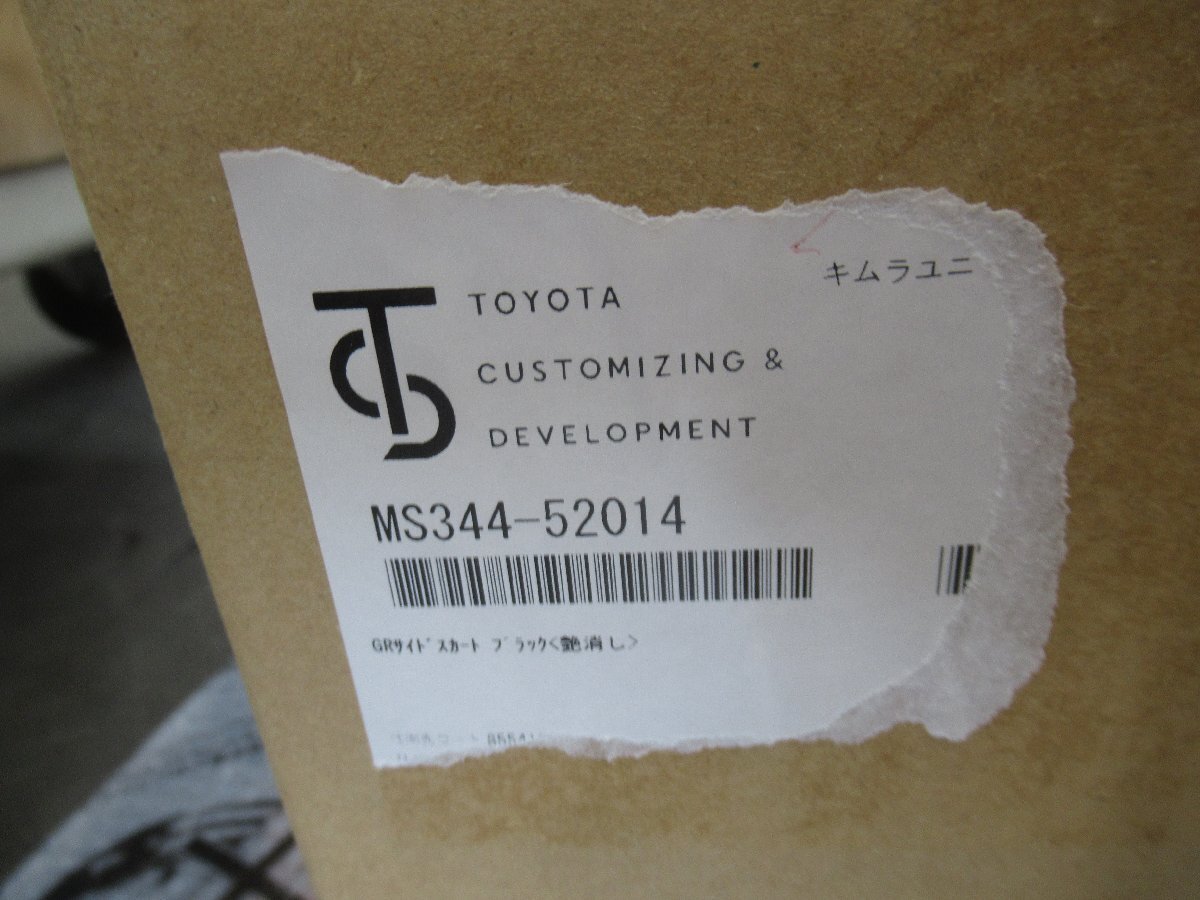 キムラユニ
TOYOTA
CUSTOMIZING &
DEVELOPMENT
MS344-52014
GRサイドスカート ブラック<艶消し>